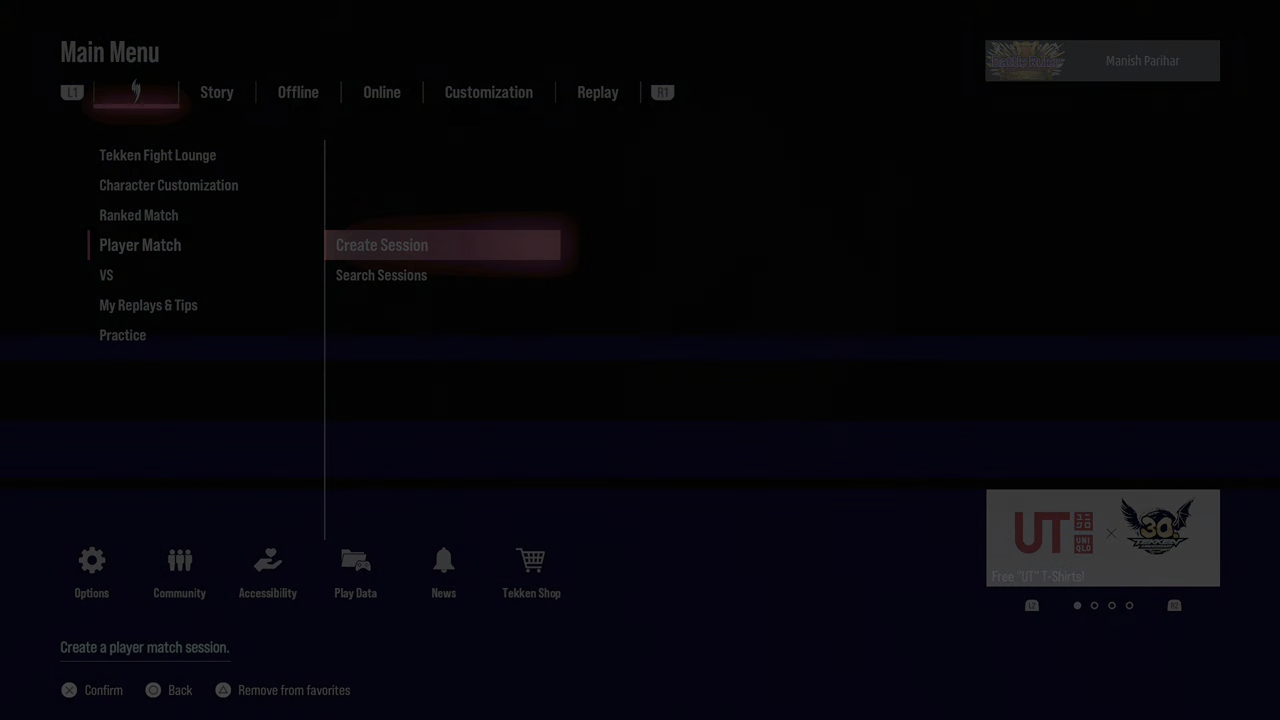 Main Menu
Manish Parihar
L1
Story
Offline
Online
Customization
Replay
R1
Tekken Fight Lounge
Character Customization
Ranked Match
Player Match
VS
My Replays & Tips
Practice
Create Session
Search Sessions
UT
UNI
QLO
30
TEKKEN
Free "UT" T-Shirts!
Options
Community
Accessibility
Play Data
News
Tekken Shop
Create a player match session.
Confirm
Back
Remove from favorites